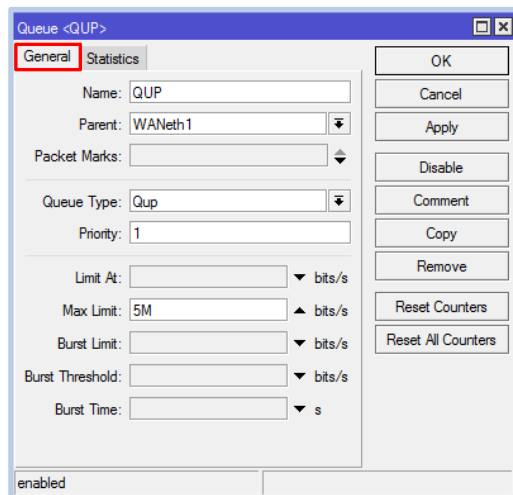 Queue <QUP>
General Statistics
Name: QUP
Parent: WANeth1
Packet Marks:
Queue Type: Qup
Priority: 1
Limit At: bits/s
Max Limit: 5M bits/s
Burst Limit: bits/s
Burst Threshold: bits/s
Burst Time: s
OK
Cancel
Apply
Disable
Comment
Copy
Remove
Reset Counters
Reset All Counters
enabled